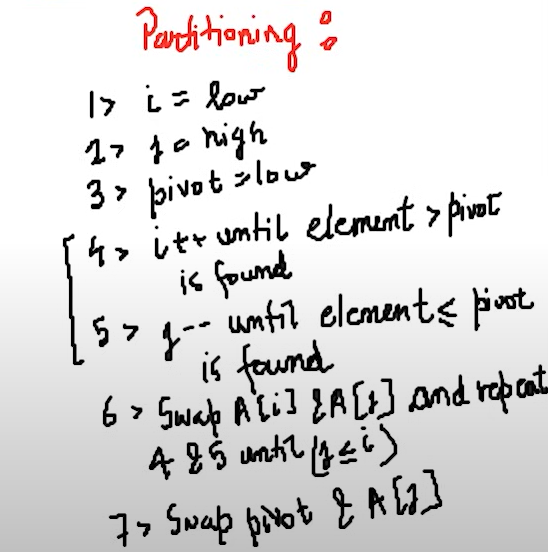 Partitioning :
1> i = low
2> j = high
3> pivot = low
4> i++ until element > pivot
is found
5> j-- until element ≤ pivot
is found
6> Swap A[i] & A[j] and repeat
4 & 5 until (j ≤ i)
7> Swap pivot & A[j]